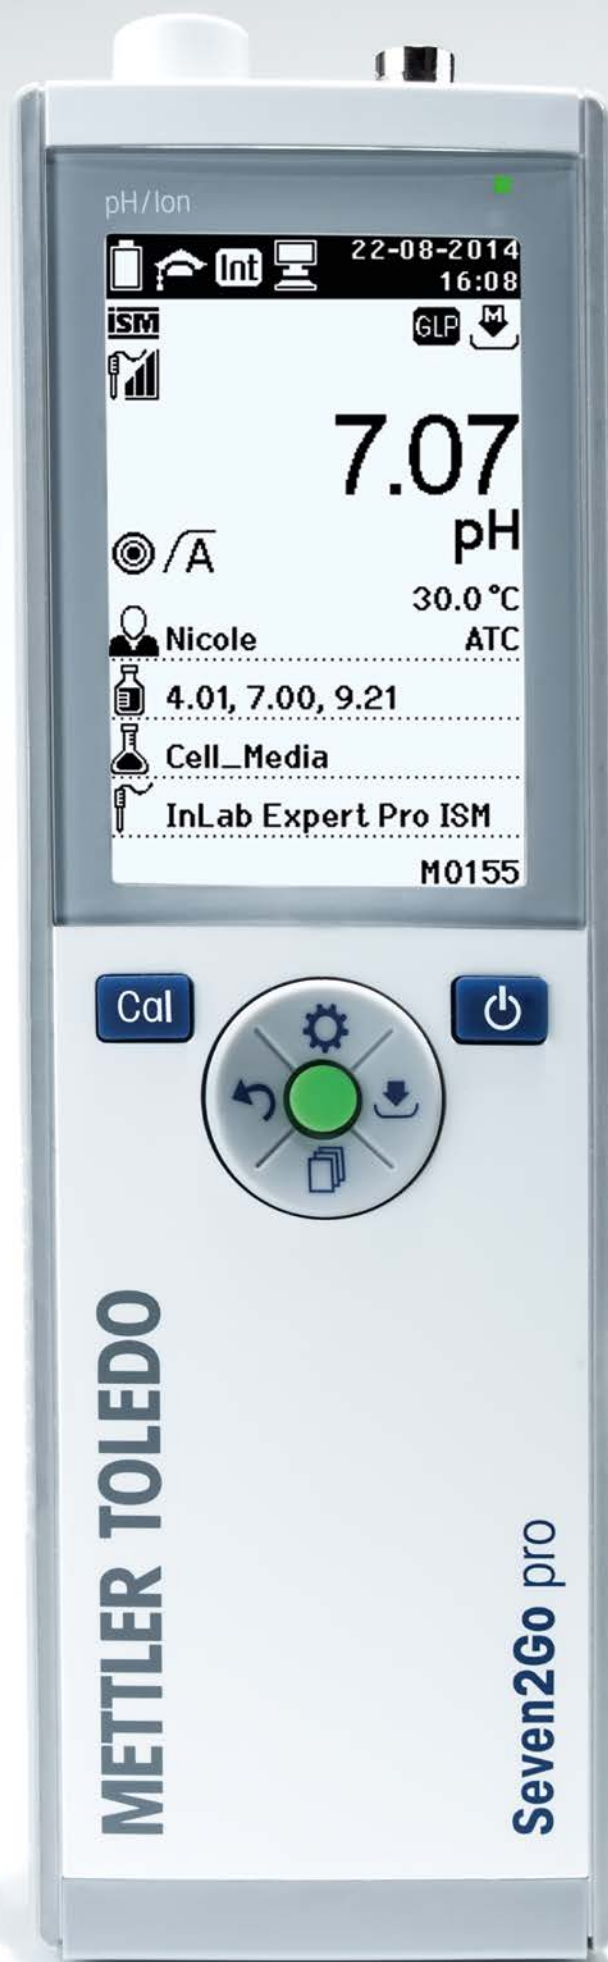 pH/Ion
Int
22-08-2014
16:08
ISM
GLP
M
7.07
pH
A
30.0 °C
Nicole
ATC
4.01, 7.00, 9.21
Cell_Media
InLab Expert Pro ISM
M0155
Cal
METTLER TOLEDO
Seven2Go pro